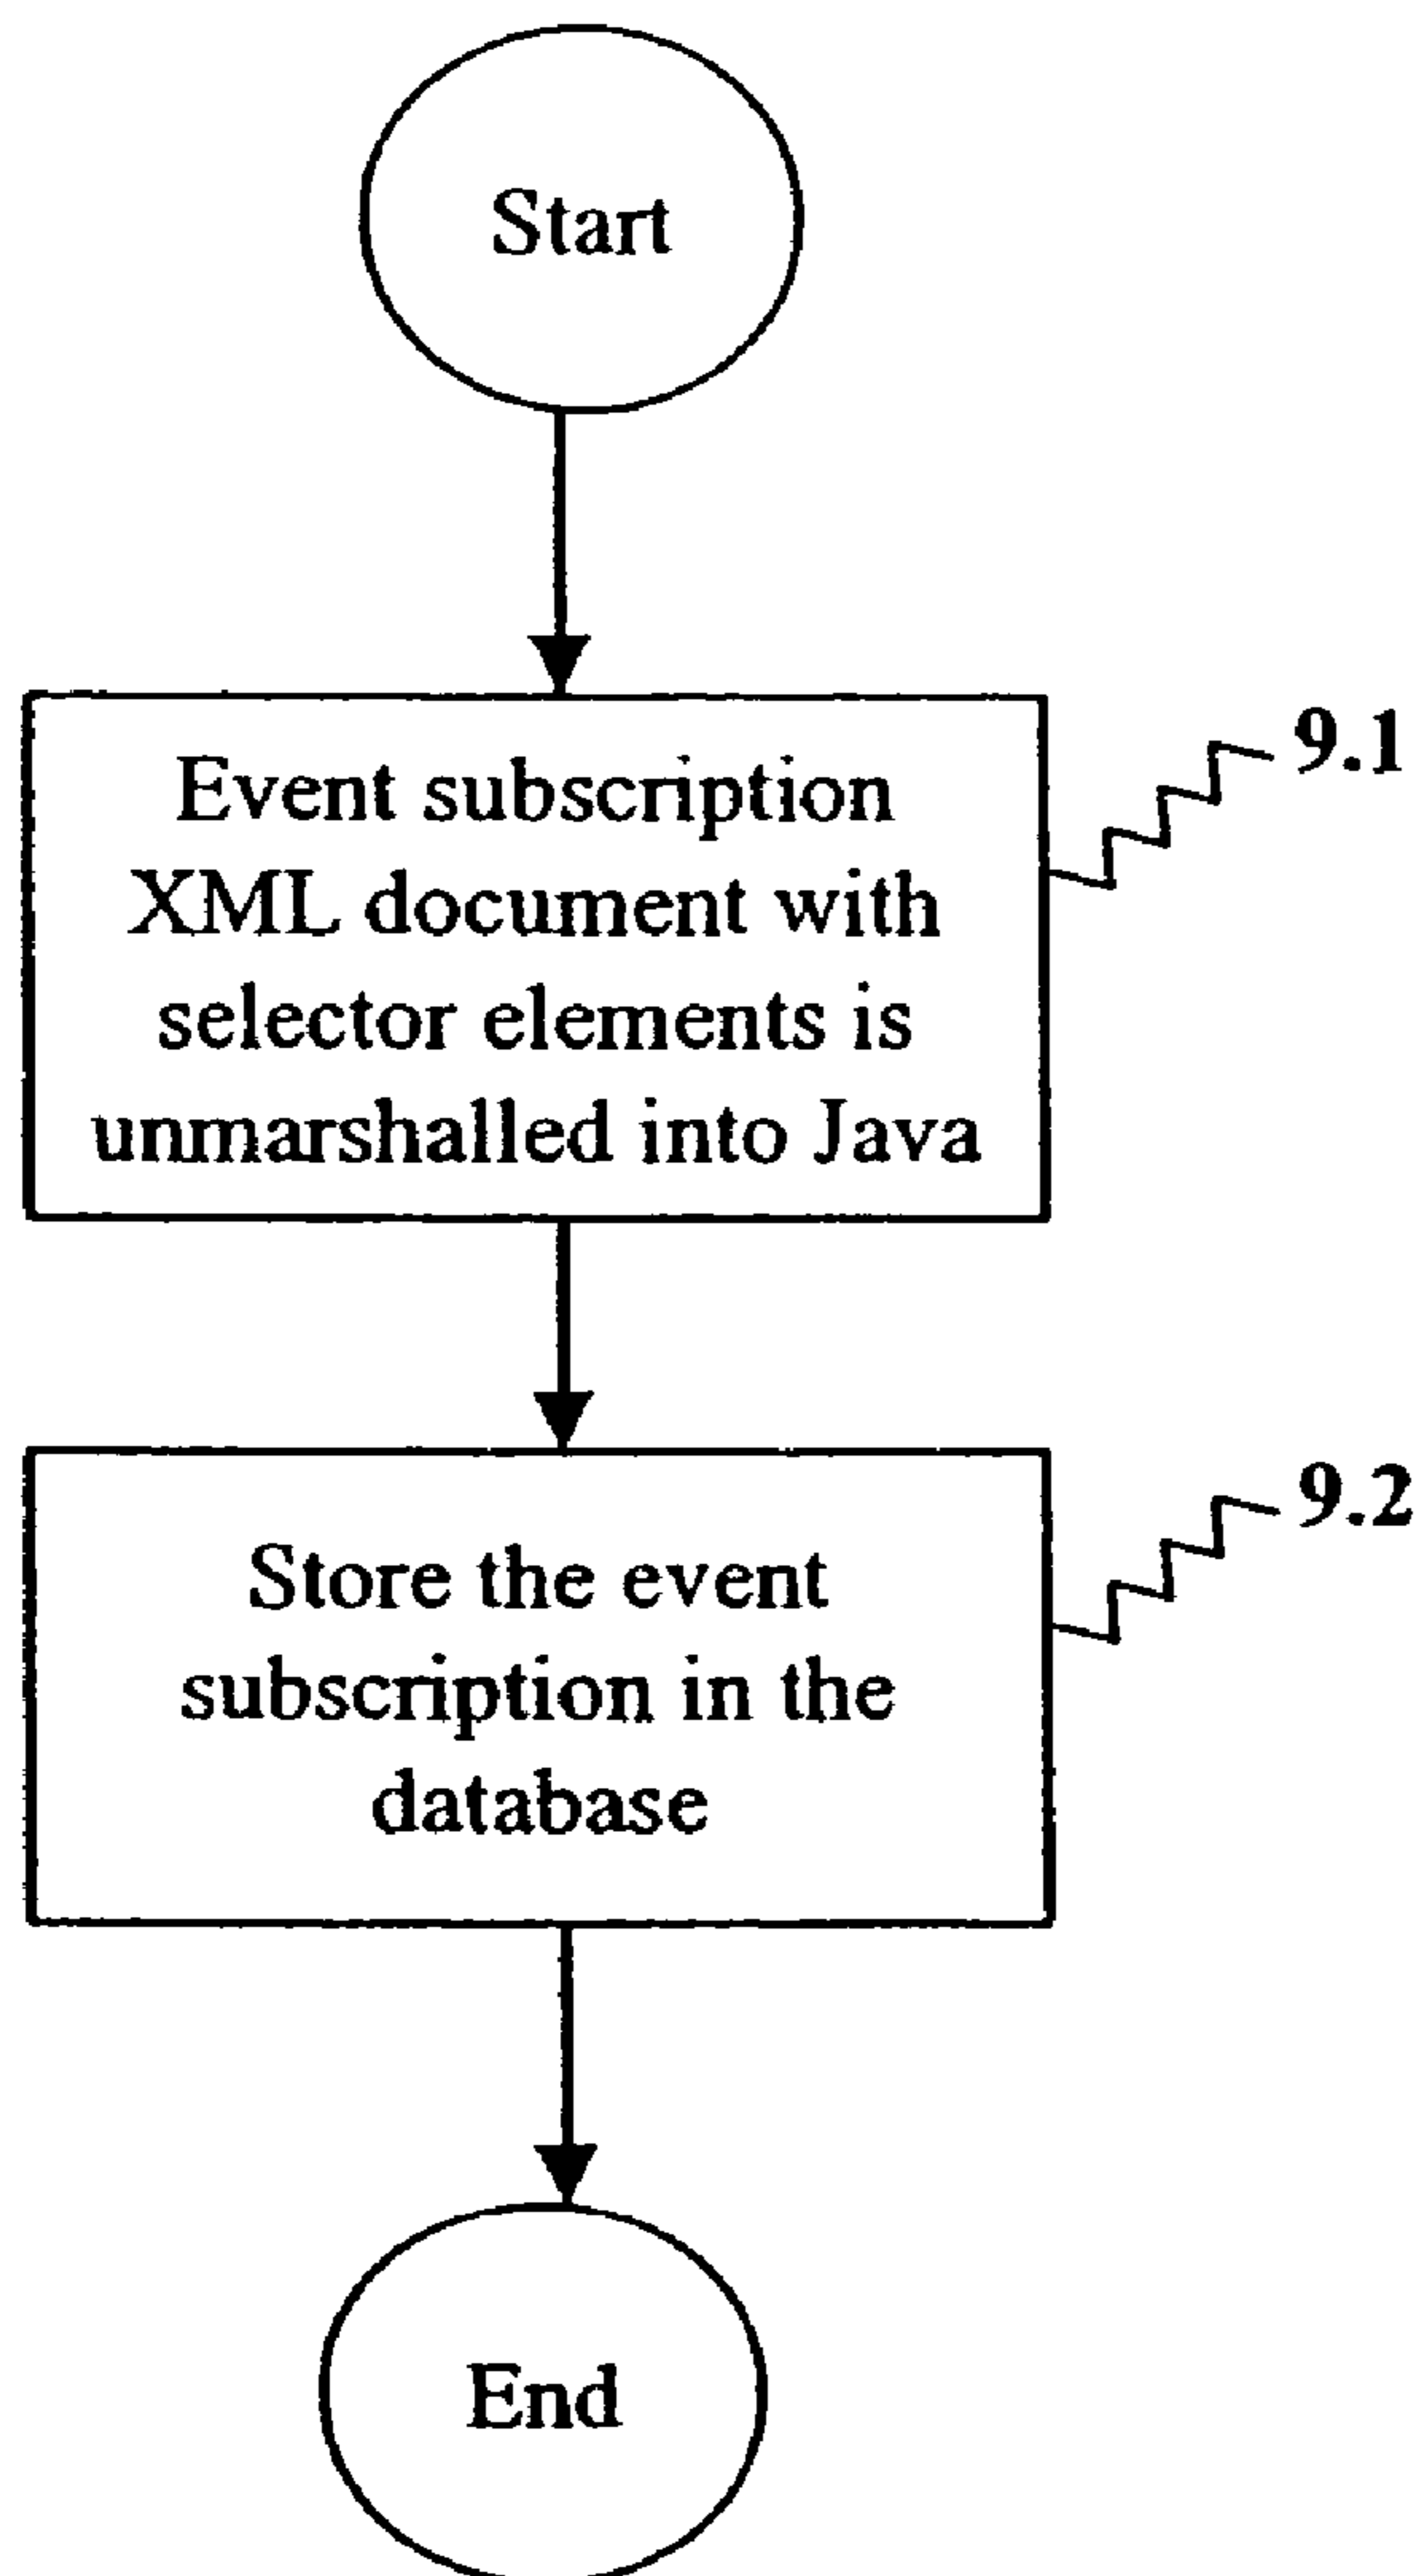 Start
Event subscription
XML document with
selector elements is
unmarshalled into Java
9.1
Store the event
subscription in the
database
9.2
End